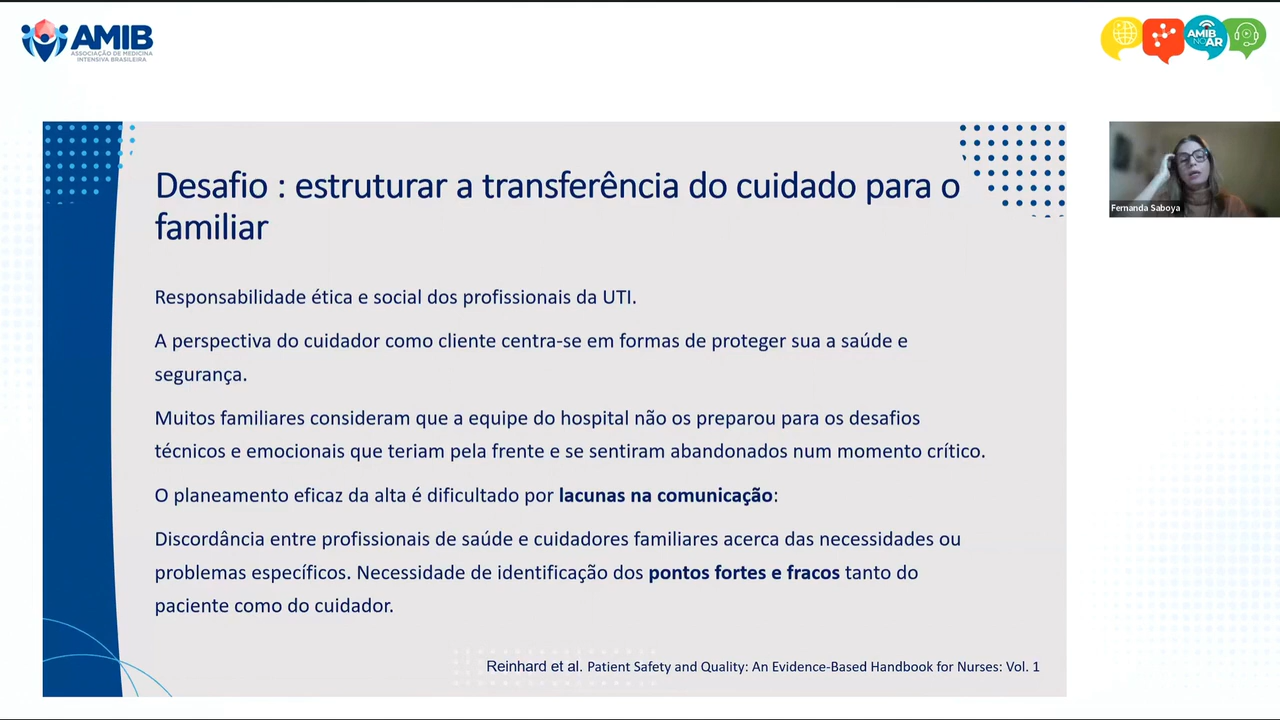 AMIB
ASSOCIAÇÃO DE MEDICINA
INTENSIVA BRASILEIRA
AMIB
NO AR
Desafio : estruturar a transferência do cuidado para o
familiar
Fernanda Saboya
Responsabilidade ética e social dos profissionais da UTI.
A perspectiva do cuidador como cliente centra-se em formas de proteger sua a saúde e
segurança.
Muitos familiares consideram que a equipe do hospital não os preparou para os desafios
técnicos e emocionais que teriam pela frente e se sentiram abandonados num momento crítico.
O planeamento eficaz da alta é dificultado por lacunas na comunicação:
Discordância entre profissionais de saúde e cuidadores familiares acerca das necessidades ou
problemas específicos. Necessidade de identificação dos pontos fortes e fracos tanto do
paciente como do cuidador.
Reinhard et al. Patient Safety and Quality: An Evidence-Based Handbook for Nurses: Vol. 1